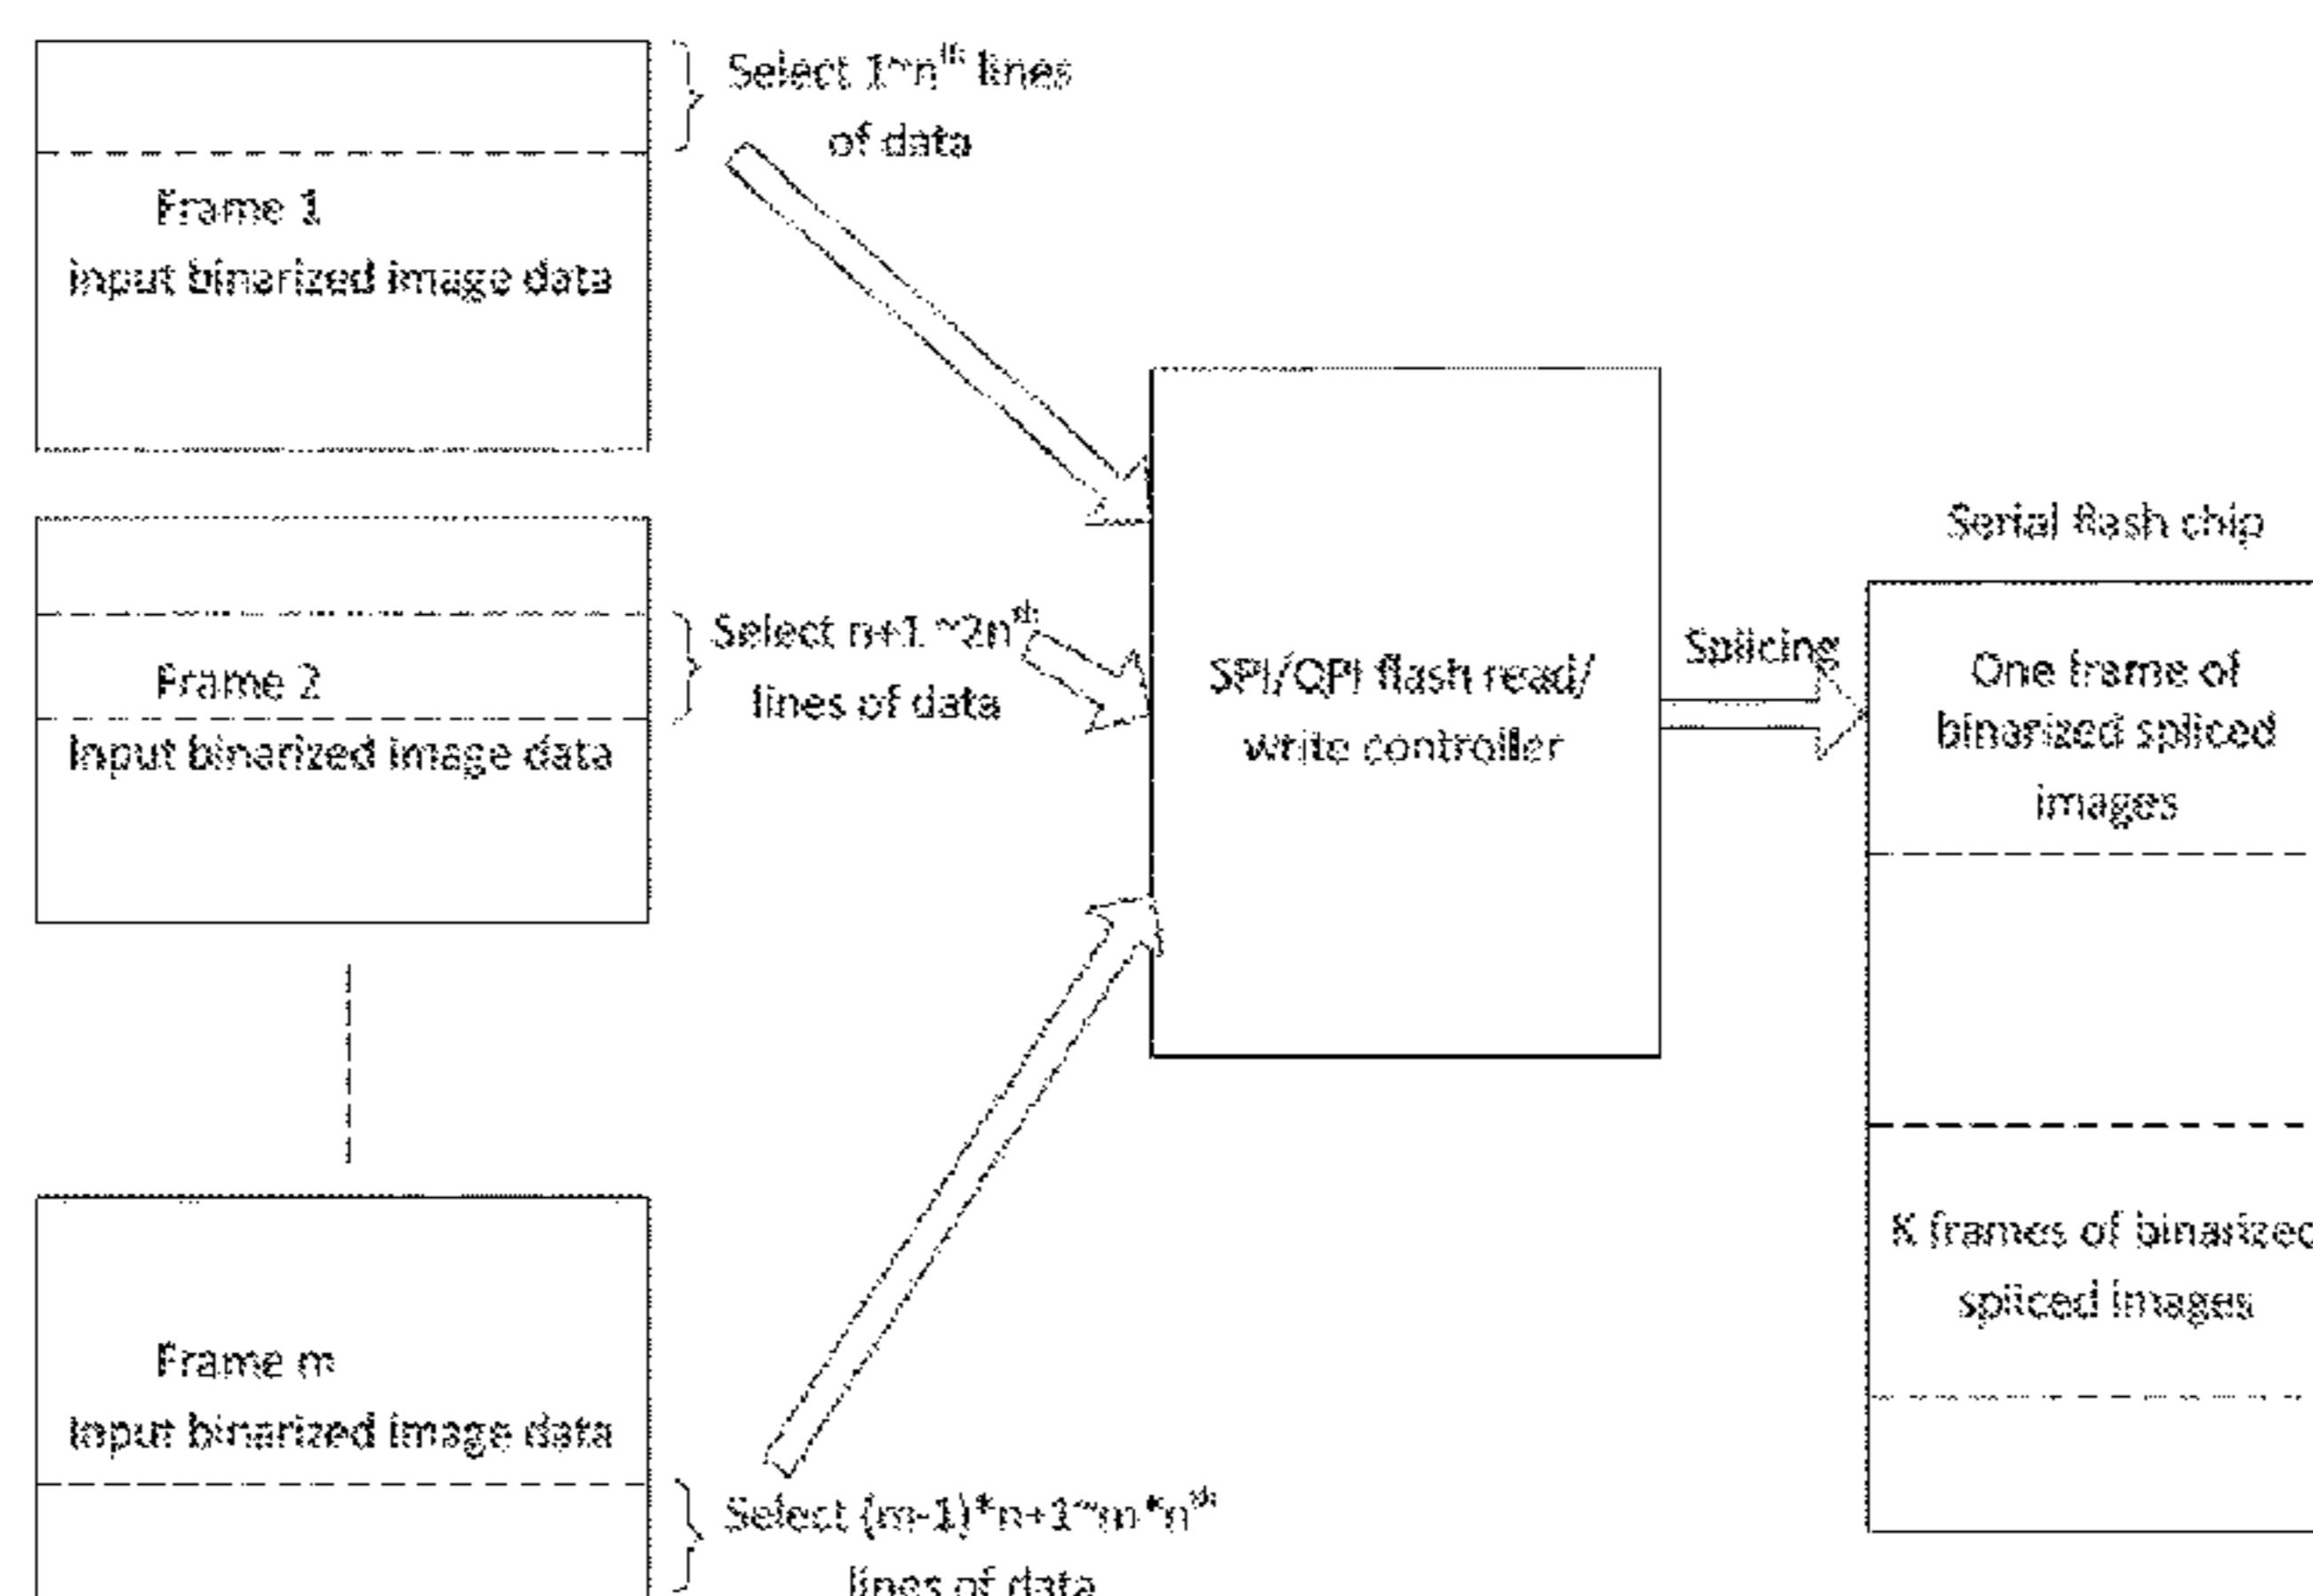 Select 1~nth lines
of data
Frame 1
Input binarized image data
Select n+1 ~2nth
lines of data
Frame 2
Input binarized image data
SPI/QPI flash read/
write controller
Splicing
Serial flash chip
One frame of
binarized spliced
images
K frames of binarized
spliced images
Frame m
Input binarized image data
Select (m-1)*n+1~m*nth
lines of data